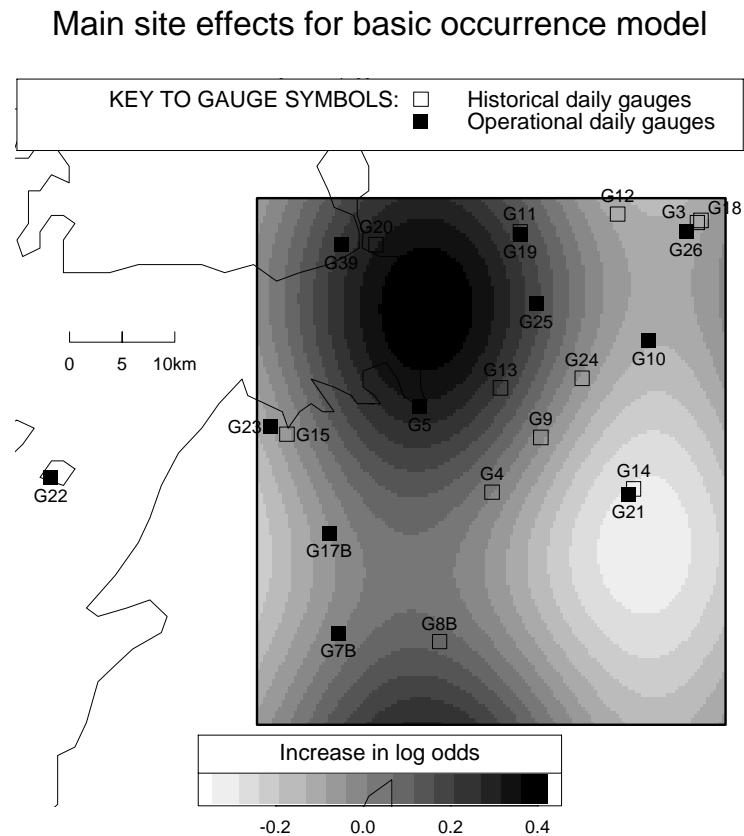 Main site effects for basic occurrence model
KEY TO GAUGE SYMBOLS:
Historical daily gauges
Operational daily gauges
G12
G3
G18
G11
G20
G39
G19
G26
G25
G10
0 5 10km
G13
G24
G5
G23
G15
G9
G4
G14
G22
G21
G17B
G8B
G7B
Increase in log odds
-0.2 0.0 0.2 0.4